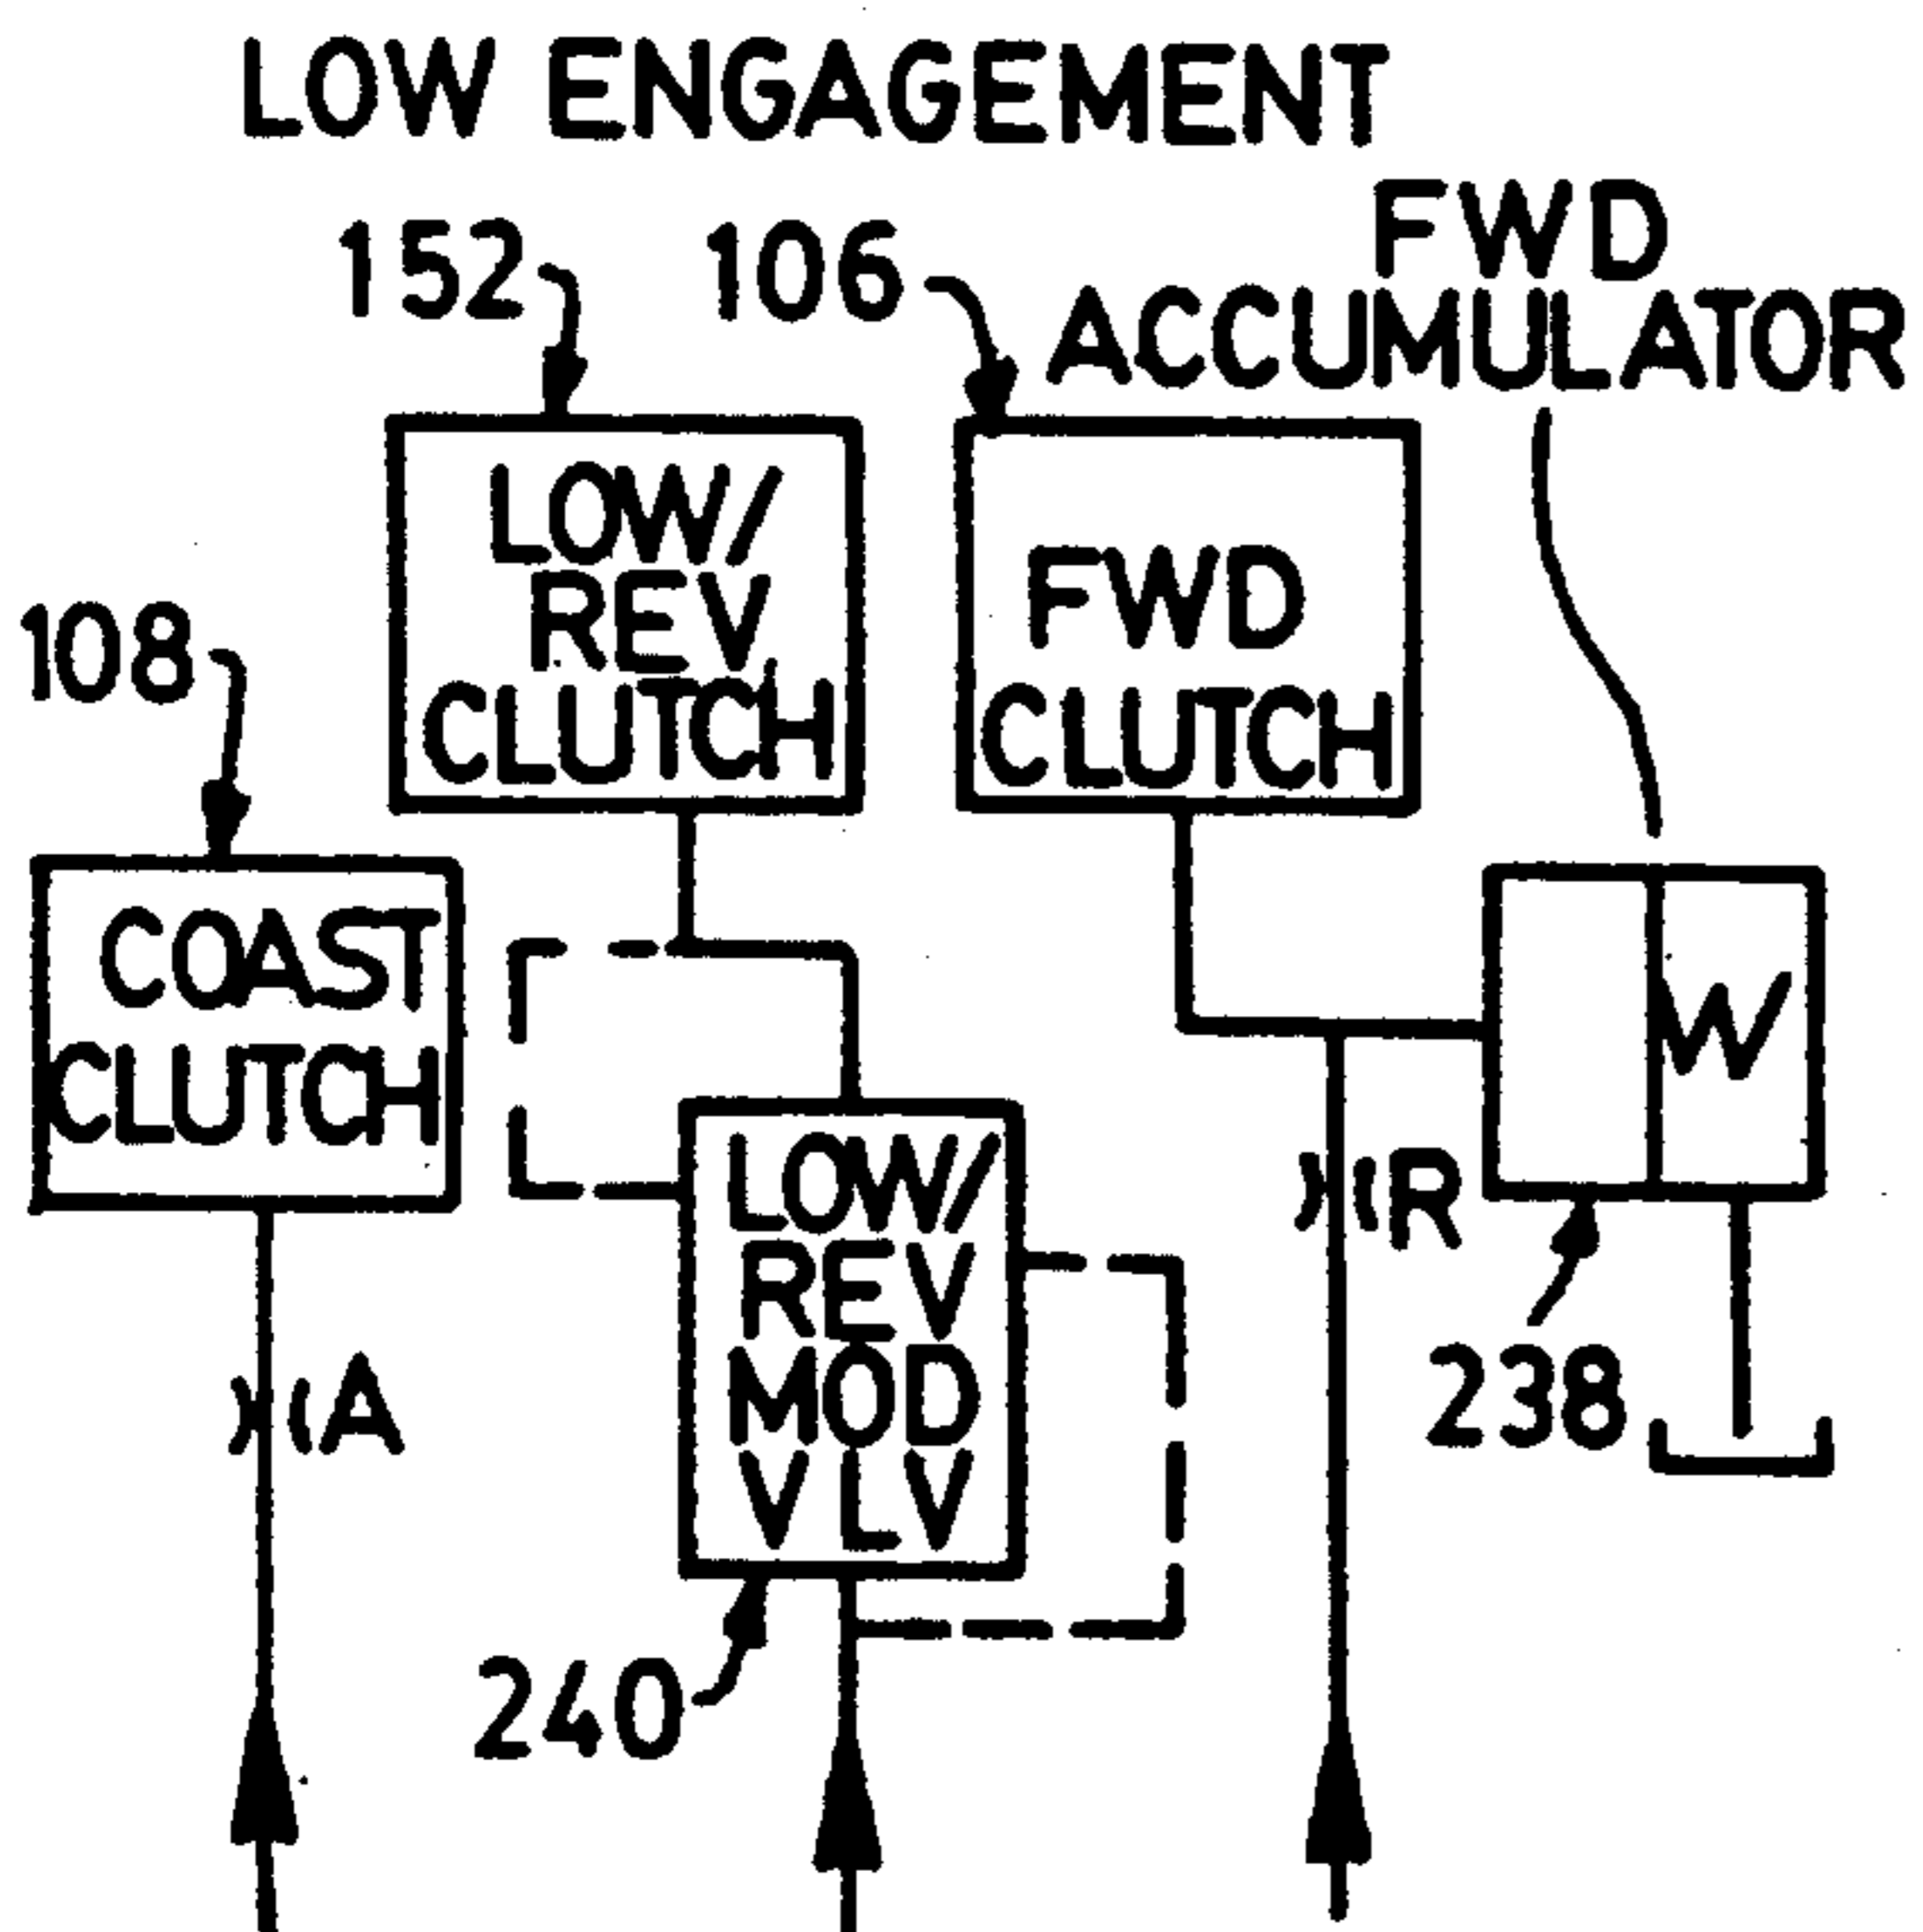 LOW ENGAGEMENT
152
106
FWD
ACCUMULATOR
LOW/
REV
CLUTCH
FWD
CLUTCH
108
COAST
CLUTCH
W
LOW/
REV
MOD
VLV
R
A
238
240